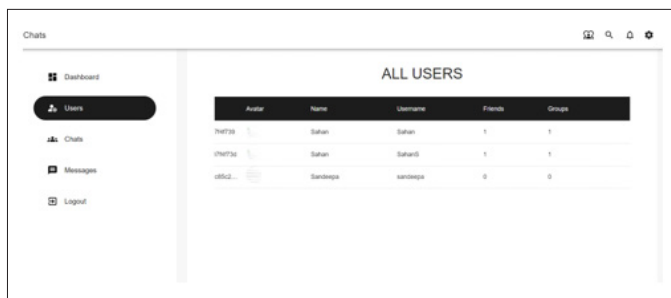 Chats
Dashboard
Users
Chats
Messages
Logout
ALL USERS
Avatar Name Username Friends Groups
Sahan Sahan 1 1
Sahan SahanS 1 1
Sandeepa sandeepa 0 0